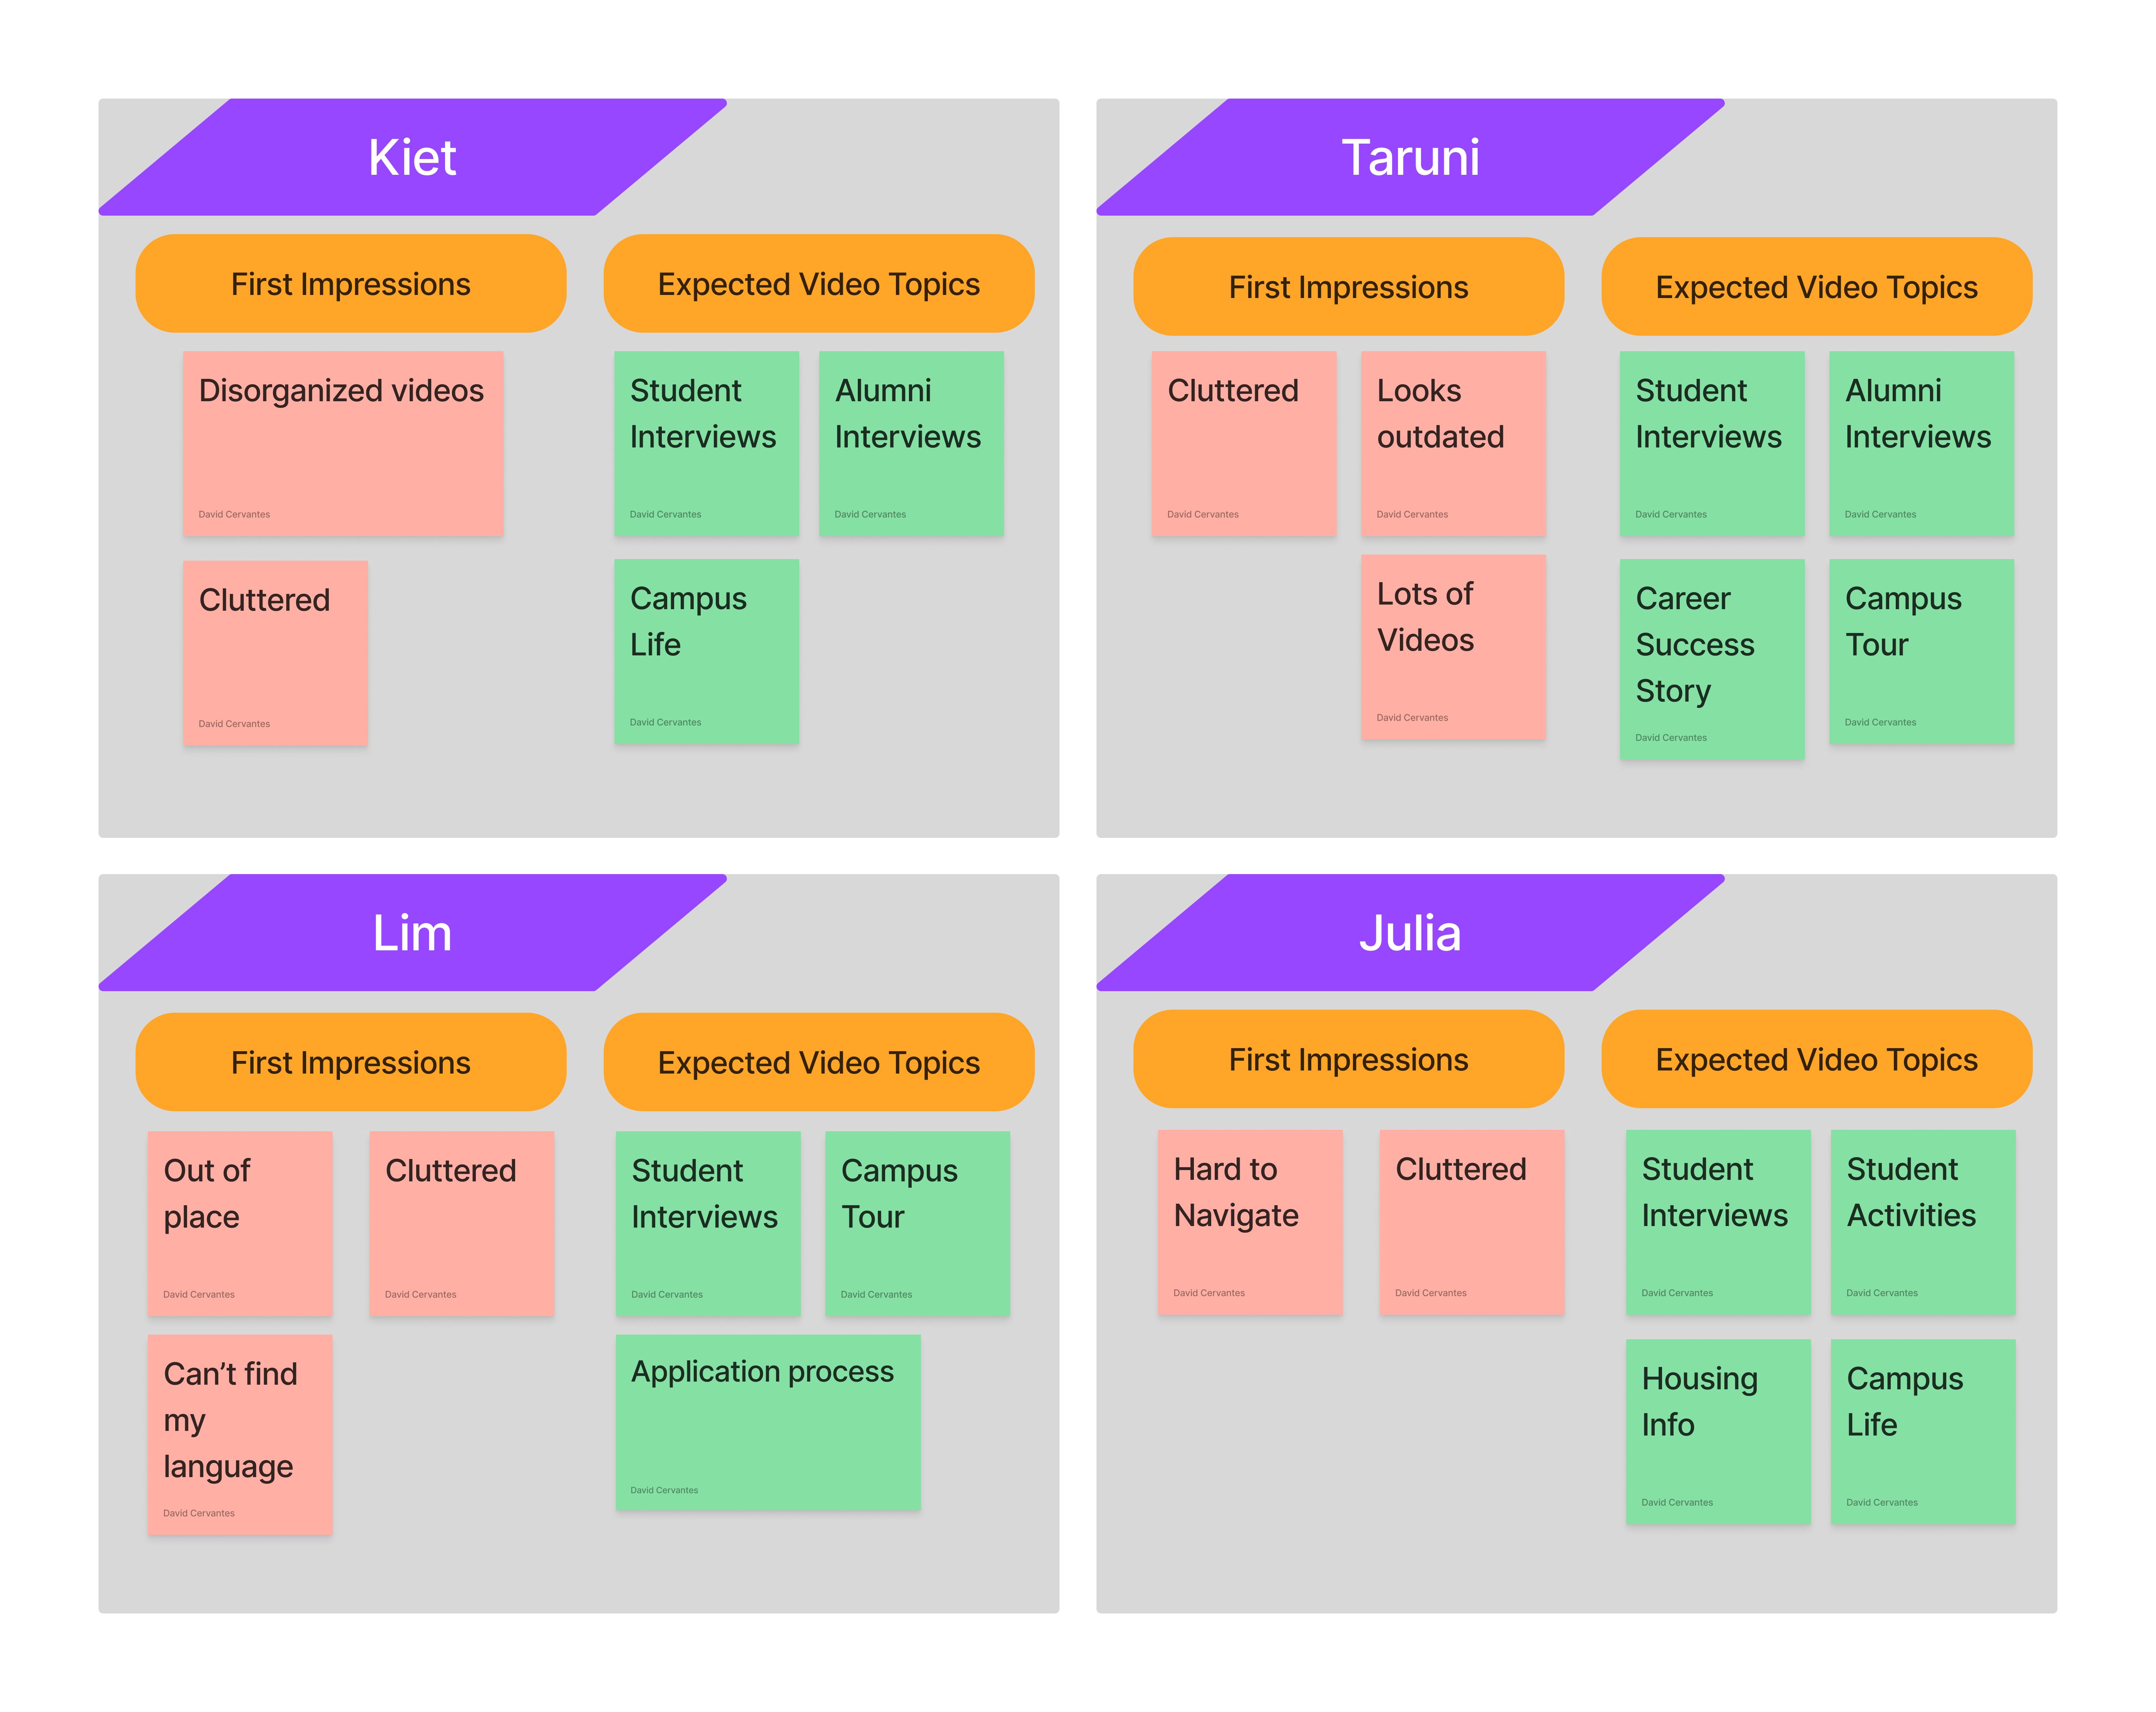 Kiet
First Impressions
Expected Video Topics
Disorganized videos
David Cervantes
Cluttered
David Cervantes
Student
Interviews
David Cervantes
Alumni
Interviews
David Cervantes
Campus
Life
David Cervantes
Taruni
First Impressions
Expected Video Topics
Cluttered
David Cervantes
Looks
outdated
David Cervantes
Lots of
Videos
David Cervantes
Student
Interviews
David Cervantes
Alumni
Interviews
David Cervantes
Career
Success
Story
David Cervantes
Campus
Tour
David Cervantes
Lim
First Impressions
Expected Video Topics
Out of
place
David Cervantes
Cluttered
David Cervantes
Can’t find
my
language
David Cervantes
Student
Interviews
David Cervantes
Campus
Tour
David Cervantes
Application process
David Cervantes
Julia
First Impressions
Expected Video Topics
Hard to
Navigate
David Cervantes
Cluttered
David Cervantes
Student
Interviews
David Cervantes
Student
Activities
David Cervantes
Housing
Info
David Cervantes
Campus
Life
David Cervantes